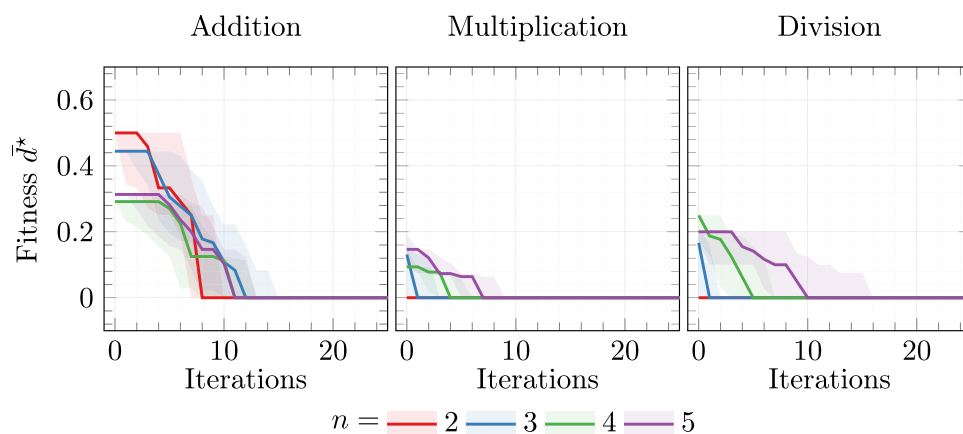 Addition Multiplication Division
Fitness d̄⋆
0.6
0.4
0.2
0
0 10 20 0 10 20 0 10 20
Iterations Iterations Iterations
n = 2 3 4 5